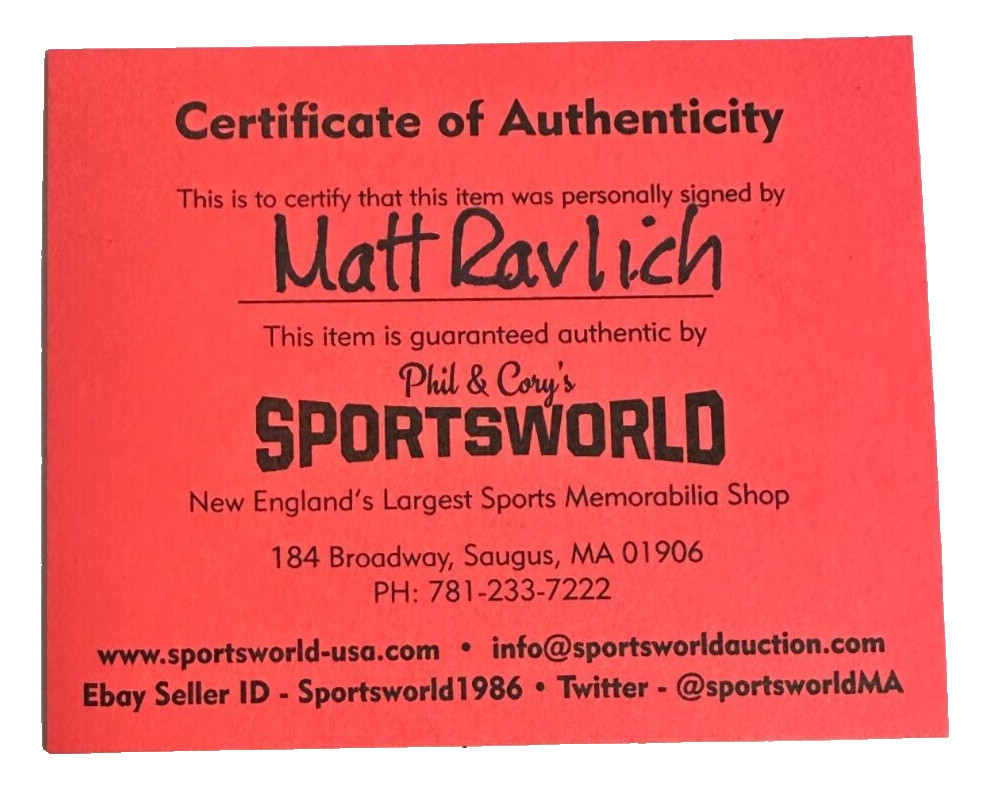 Certificate of Authenticity
This is to certify that this item was personally signed by
Matt Ravlich
This item is guaranteed authentic by
Phil & Cory's
SPORTSWORLD
New England's Largest Sports Memorabilia Shop
184 Broadway, Saugus, MA 01906
PH: 781-233-7222
www.sportsworld-usa.com • info@sportsworldauction.com
Ebay Seller ID - Sportsworld1986 • Twitter - @sportsworldMA